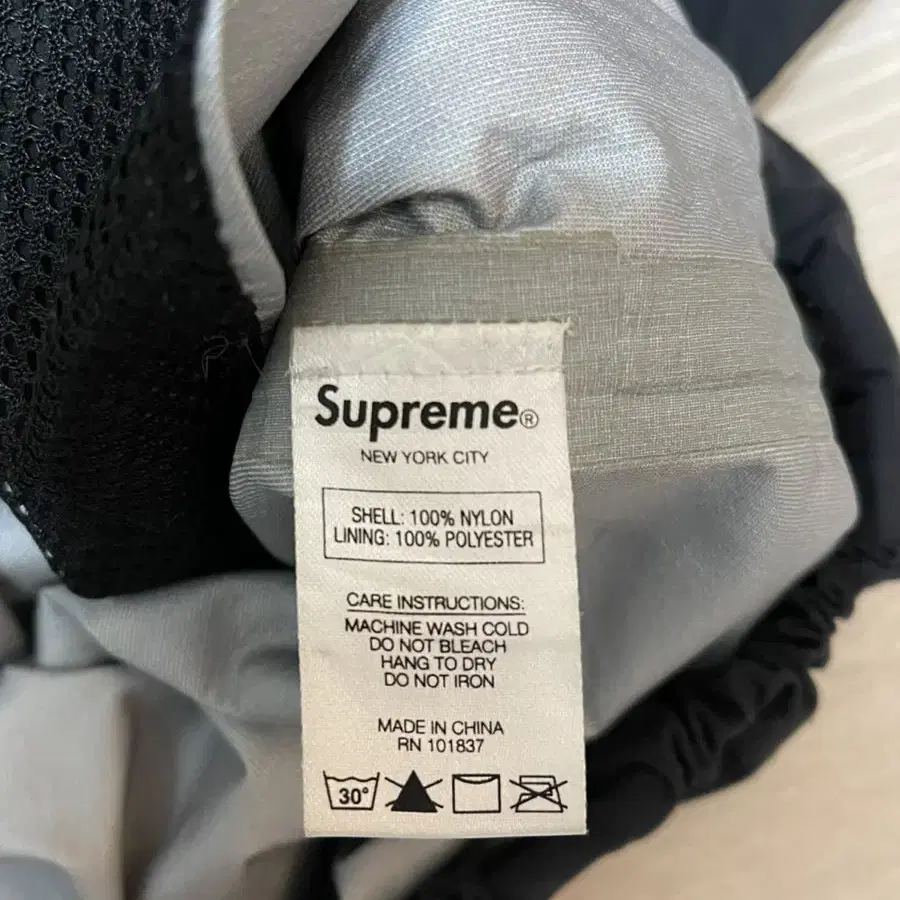 Supreme®
NEW YORK CITY
SHELL: 100% NYLON
LINING: 100% POLYESTER
CARE INSTRUCTIONS:
MACHINE WASH COLD
DO NOT BLEACH
HANG TO DRY
DO NOT IRON
MADE IN CHINA
RN 101837
30°